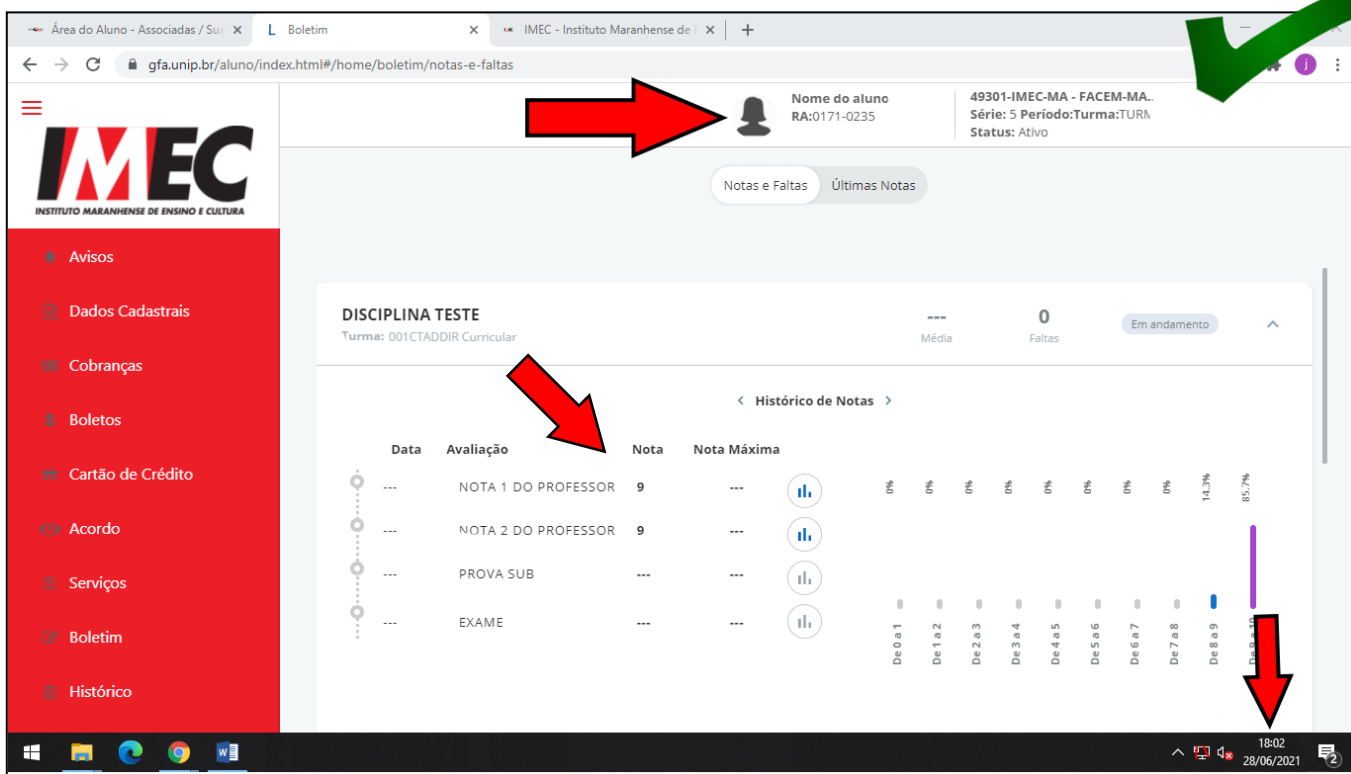 Área do Aluno - Associadas / Su
Boletim
IMEC - Instituto Maranhense de
gfa.unip.br/aluno/index.html#/home/boletim/notas-e-faltas
j
IMEC
INSTITUTO MARANHENSE DE ENSINO E CULTURA
Nome do aluno
RA:0171-0235
49301-IMEC-MA - FACEM-MA..
Série: 5 Período:Turma:TURN
Status: Ativo
Notas e Faltas
Últimas Notas
Avisos
Dados Cadastrais
Cobranças
Boletos
Cartão de Crédito
Acordo
Serviços
Boletim
Histórico
DISCIPLINA TESTE
Turma: 001CTADDIR Curricular
---
Média
0
Faltas
Em andamento
< Histórico de Notas >
Data Avaliação Nota Nota Máxima
--- NOTA 1 DO PROFESSOR 9 ---
--- NOTA 2 DO PROFESSOR 9 ---
--- PROVA SUB --- ---
--- EXAME --- ---
0% 0% 0% 0% 0% 0% 0% 0% 14.3% 85.7%
De 0 a 1 De 1 a 2 De 2 a 3 De 3 a 4 De 4 a 5 De 5 a 6 De 6 a 7 De 7 a 8 De 8 a 9
18:02
28/06/2021
2